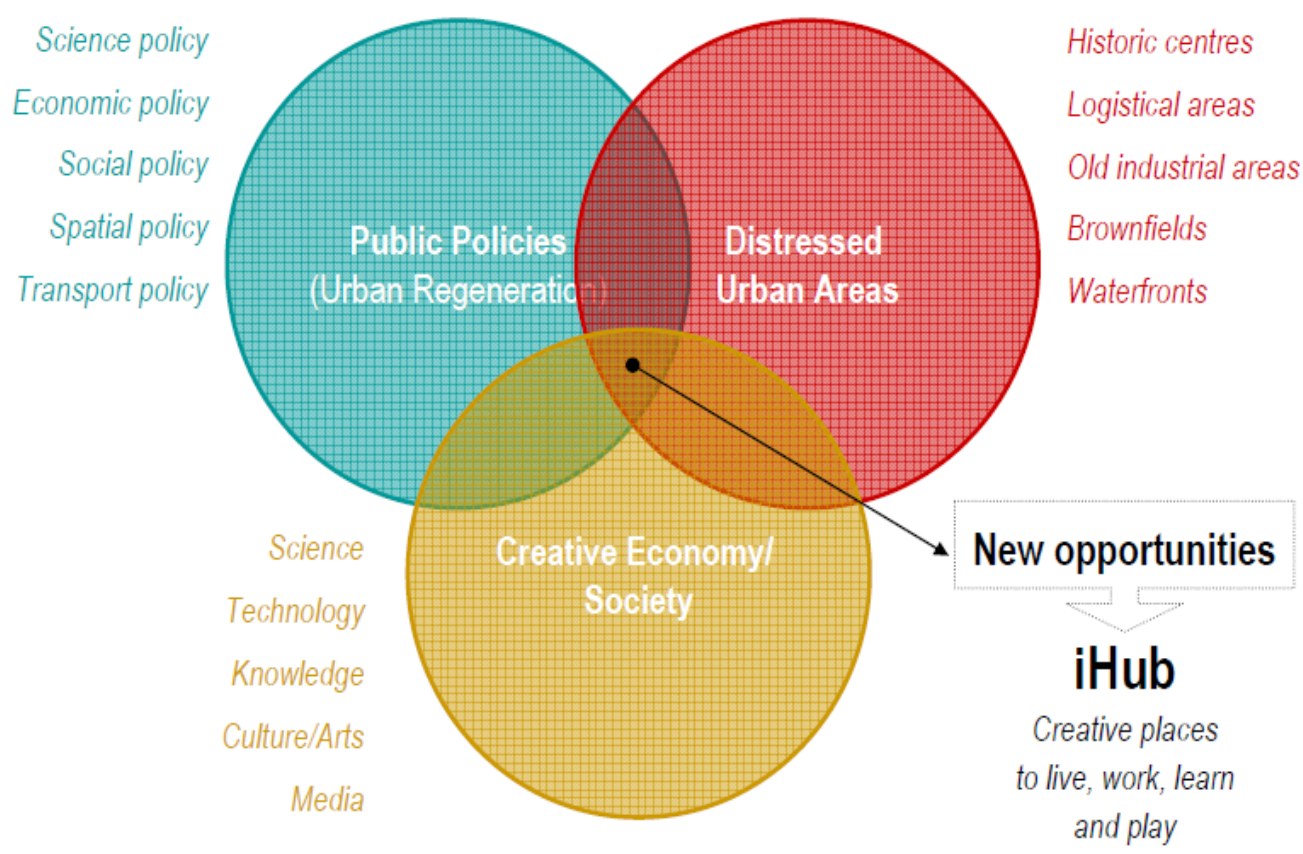 Science policy
Economic policy
Social policy
Spatial policy
Transport policy
Public Policies
(Urban Regeneration)
Distressed
Urban Areas
Historic centres
Logistical areas
Old industrial areas
Brownfields
Waterfronts
Science
Technology
Knowledge
Culture/Arts
Media
Creative Economy/
Society
New opportunities
iHub
Creative places
to live, work, learn
and play